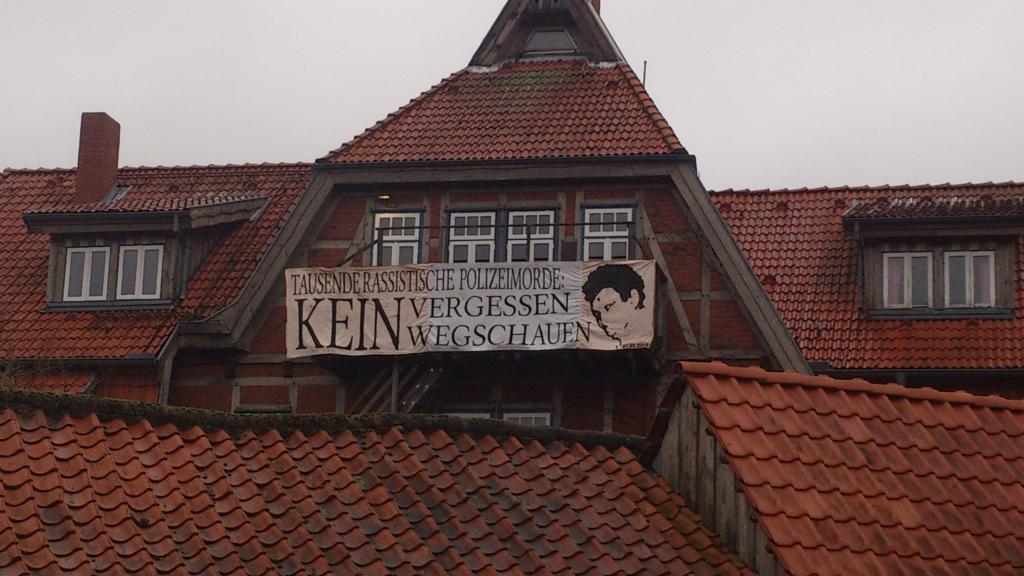 TAUSENDE RASSISTISCHE POLIZEIMORDE:
KEIN VERGESSEN
WEGSCHAUEN